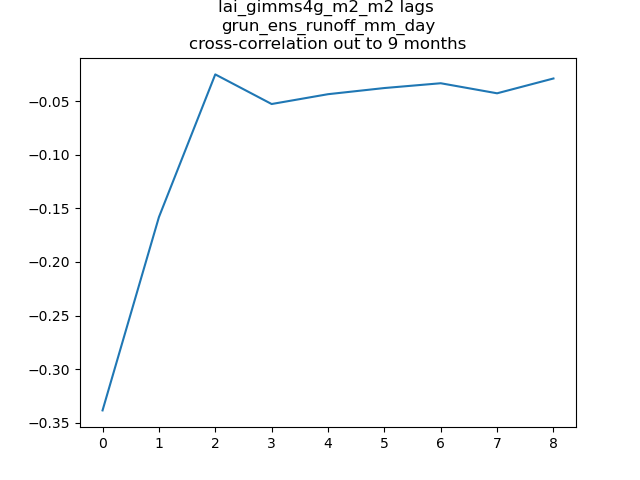 lai_gimms4g_m2_m2 lags
grun_ens_runoff_mm_day
cross-correlation out to 9 months
−0.05
−0.10
−0.15
−0.20
−0.25
−0.30
−0.35
0 1 2 3 4 5 6 7 8